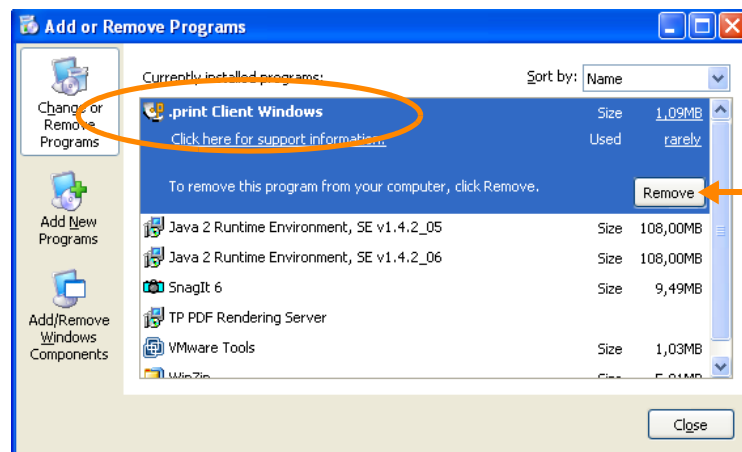 Add or Remove Programs
Change or
Remove
Programs
Add New
Programs
Add/Remove
Windows
Components
Currently installed programs:
Sort by: Name
.print Client Windows
Size 1,09MB
Click here for support information.
Used rarely
To remove this program from your computer, click Remove.
Remove
Java 2 Runtime Environment, SE v1.4.2_05 Size 108,00MB
Java 2 Runtime Environment, SE v1.4.2_06 Size 108,00MB
SnagIt 6 Size 9,49MB
TP PDF Rendering Server
VMware Tools Size 1,03MB
WinZip Size
Close